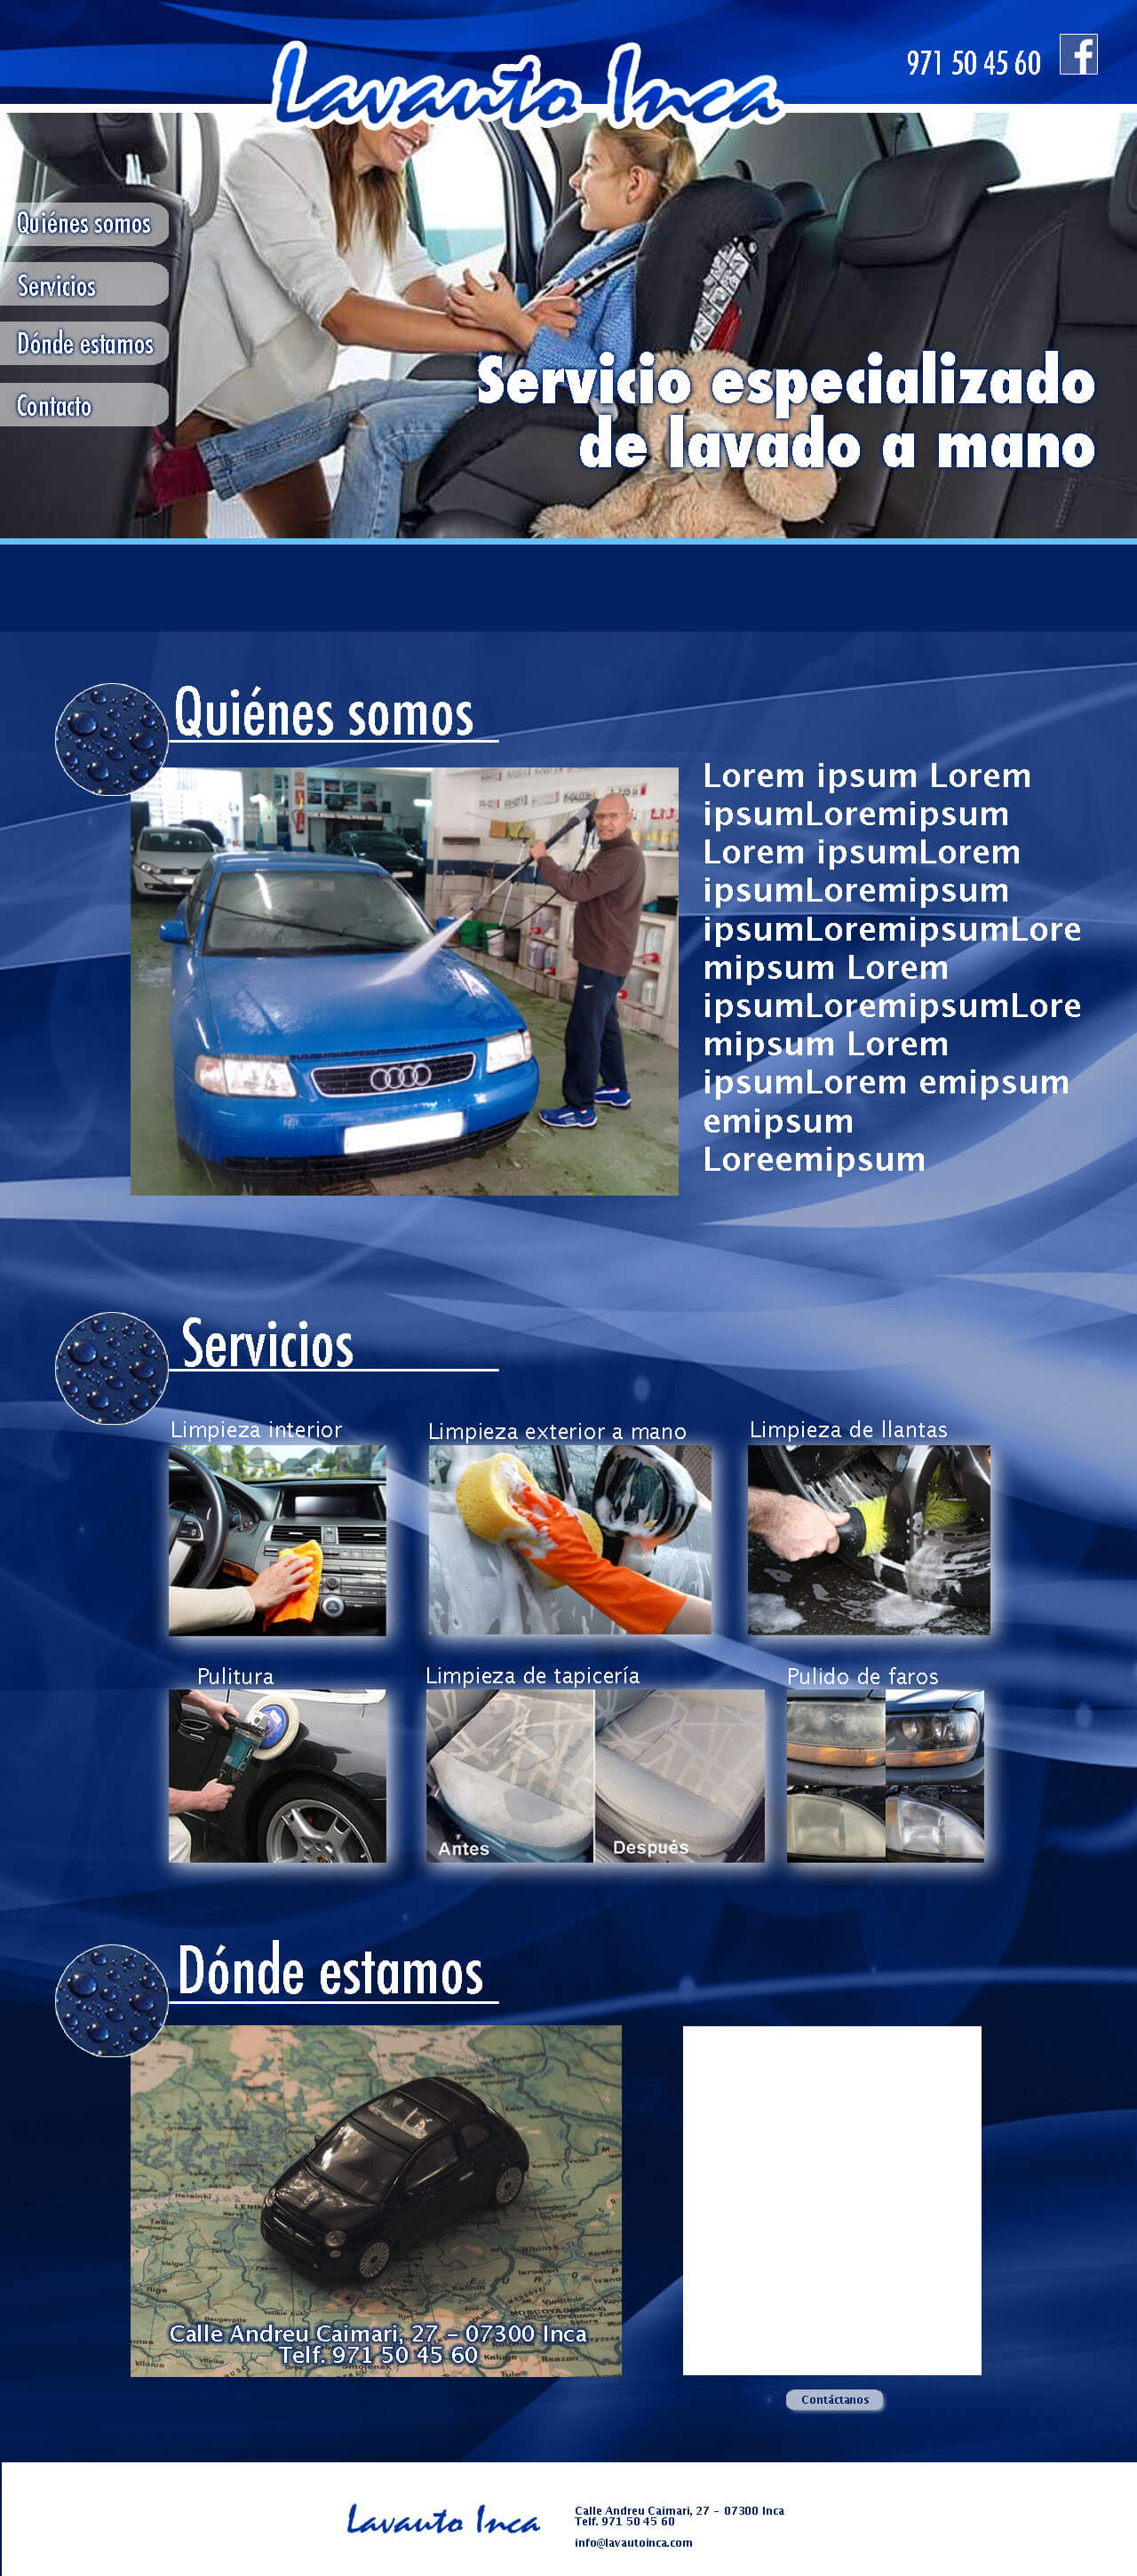 Lavauto Inca
971 50 45 60
Quiénes somos
Servicios
Dónde estamos
Contacto
Servicio especializado
de lavado a mano
Quiénes somos
Lorem ipsum Lorem
ipsumLoremipsum
Lorem ipsumLorem
ipsumLoremipsum
ipsumLoremipsumLore
mipsum Lorem
ipsumLoremipsumLore
mipsum Lorem
ipsumLorem emipsum
emipsum
Loreemipsum
Servicios
Limpieza interior
Limpieza exterior a mano
Limpieza de llantas
Pulitura
Limpieza de tapicería
Pulido de faros
Antes
Después
Dónde estamos
Calle Andreu Caimari, 27 - 07300 Inca
Telf. 971 50 45 60
Contáctanos
Lavauto Inca
Calle Andreu Caimari, 27 - 07300 Inca
Telf. 971 50 45 60
info@lavautoinca.com